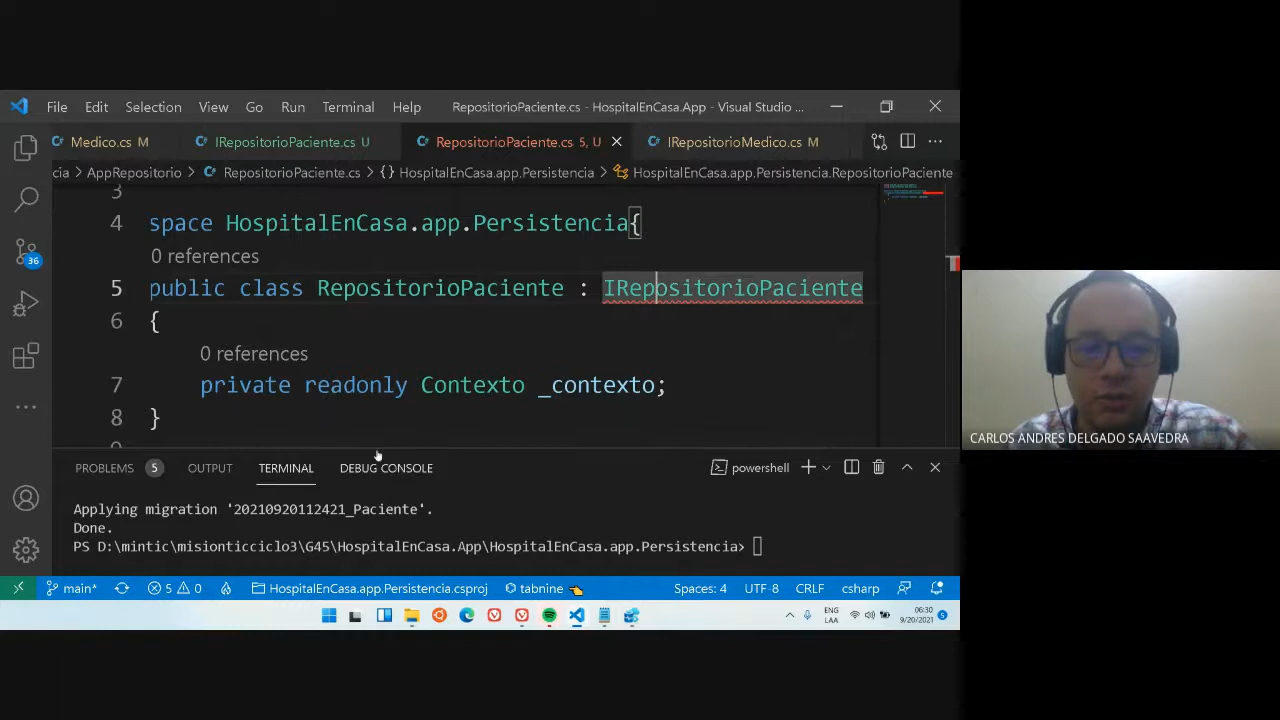 File Edit Selection View Go Run Terminal Help RepositorioPaciente.cs - HospitalEnCasa.App - Visual Studio ...
Medico.cs M IRepositorioPaciente.cs U RepositorioPaciente.cs 5, U IRepositorioMedico.cs M
cia > AppRepositorio > RepositorioPaciente.cs > {} HospitalEnCasa.app.Persistencia > HospitalEnCasa.app.Persistencia.RepositorioPaciente
3
4 space HospitalEnCasa.app.Persistencia{
0 references
5 public class RepositorioPaciente : IRepositorioPaciente
6 {
0 references
7 private readonly Contexto _contexto;
8 }
36
CARLOS ANDRES DELGADO SAAVEDRA
PROBLEMS 5 OUTPUT TERMINAL DEBUG CONSOLE powershell
Applying migration '20210920112421_Paciente'.
Done.
PS D:\mintic\misionticciclo3\G45\HospitalEnCasa.App\HospitalEnCasa.app.Persistencia>
main* 5 0 HospitalEnCasa.app.Persistencia.csproj tabnine Spaces: 4 UTF-8 CRLF csharp
ENG 06:30
LAA 9/20/2021 5